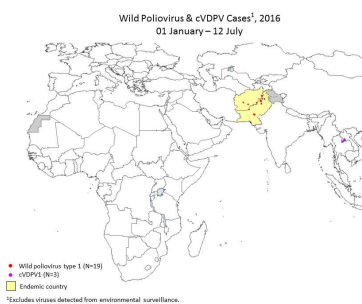 Wild Poliovirus & cVDPV Cases¹, 2016
01 January – 12 July
Wild poliovirus type 1 (N=19)
cVDPV1 (N=3)
Endemic country
¹Excludes viruses detected from environmental surveillance.